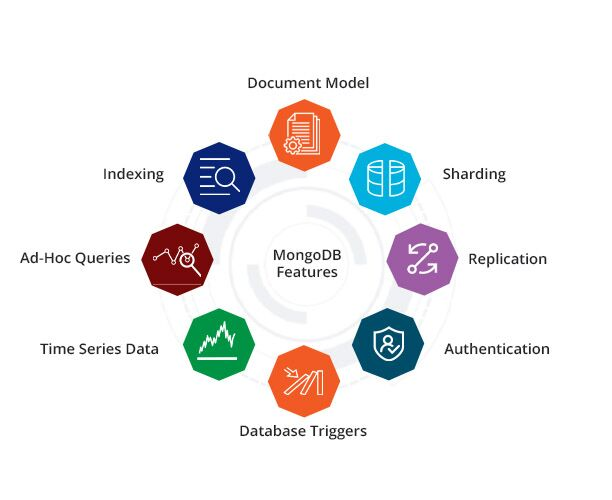 Document Model
Indexing
Sharding
Ad-Hoc Queries
MongoDB
Features
Replication
Time Series Data
Authentication
Database Triggers